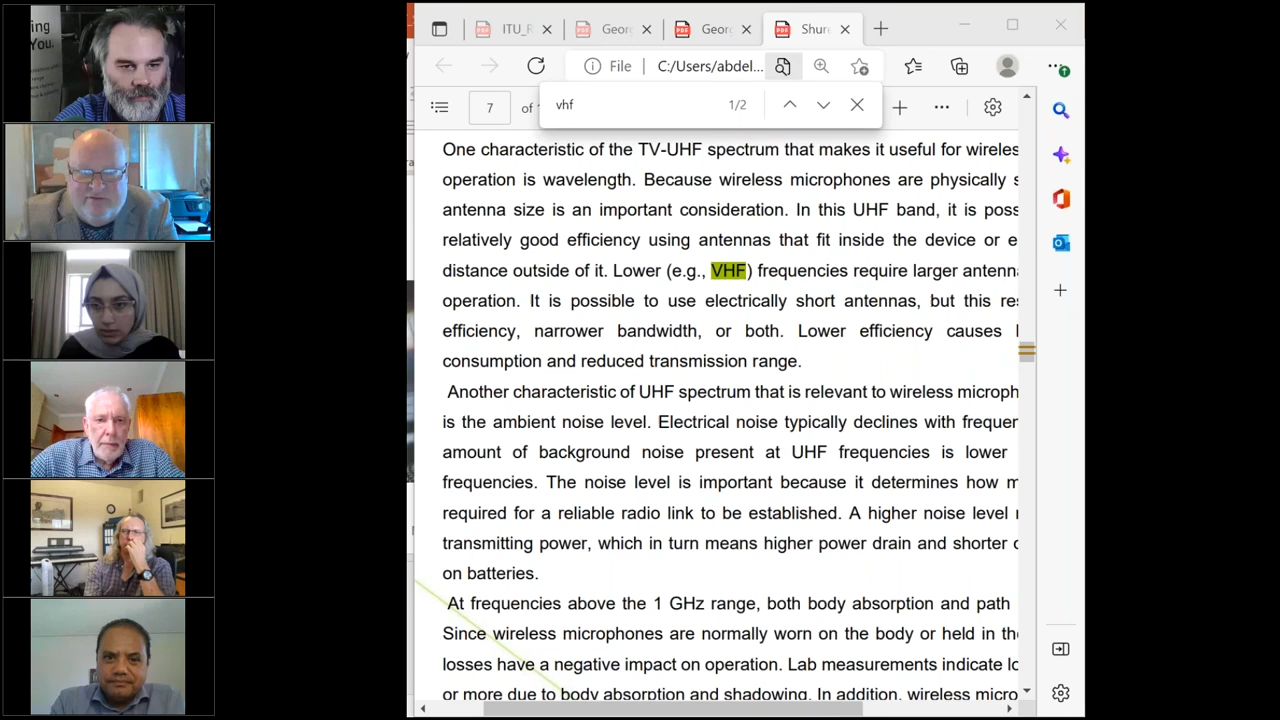 ing
You.
ITU_R
Georg
Georg
Shure
File
C:/Users/abdel...
7
of
vhf
1/2
One characteristic of the TV-UHF spectrum that makes it useful for
operation is wavelength. Because wireless microphones are physically
antenna size is an important consideration. In this UHF band, it is
relatively good efficiency using antennas that fit inside the device or
distance outside of it. Lower (e.g., VHF) frequencies require larger
operation. It is possible to use electrically short antennas, but this
efficiency, narrower bandwidth, or both. Lower efficiency causes
consumption and reduced transmission range.
Another characteristic of UHF spectrum that is relevant to wireless
is the ambient noise level. Electrical noise typically declines with
amount of background noise present at UHF frequencies is lower
frequencies. The noise level is important because it determines how
required for a reliable radio link to be established. A higher noise level
transmitting power, which in turn means higher power drain and shorter
on batteries.
At frequencies above the 1 GHz range, both body absorption and path
Since wireless microphones are normally worn on the body or held in
losses have a negative impact on operation. Lab measurements indicate
or more due to body absorption and shadowing. In addition, wireless